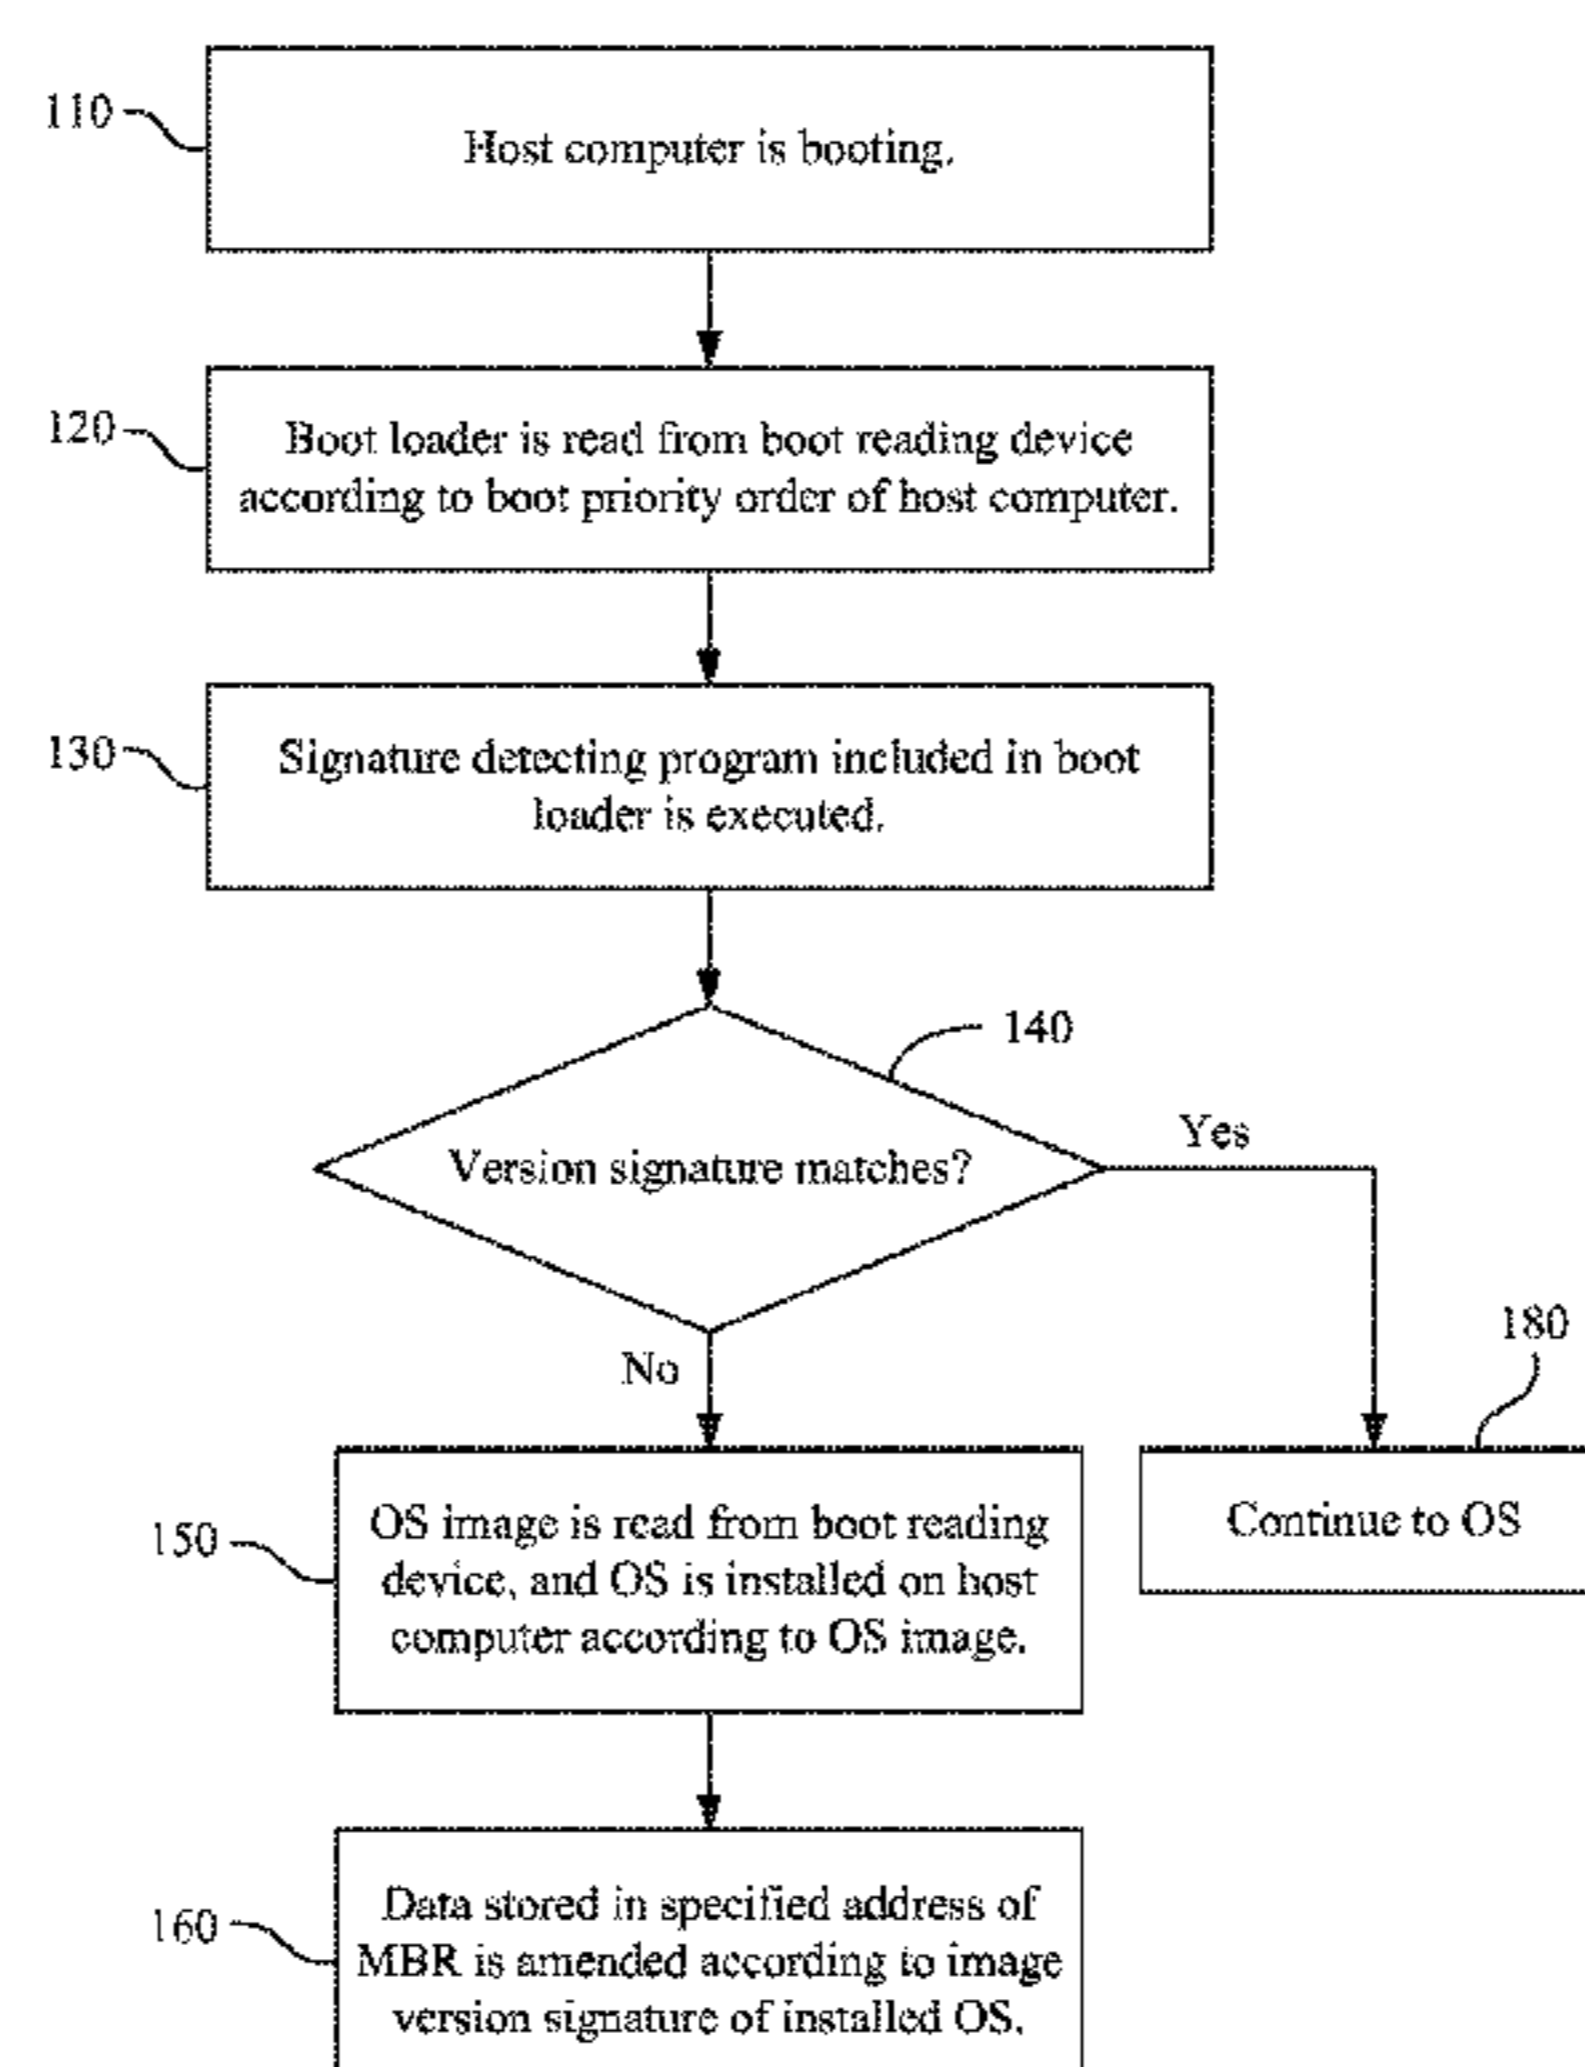 110
Host computer is booting.
120
Boot loader is read from boot reading device
according to boot priority order of host computer.
130
Signature detecting program included in boot
loader is executed.
140
Version signature matches?
Yes
No
180
Continue to OS
150
OS image is read from boot reading
device, and OS is installed on host
computer according to OS image.
160
Data stored in specified address of
MBR is amended according to image
version signature of installed OS.